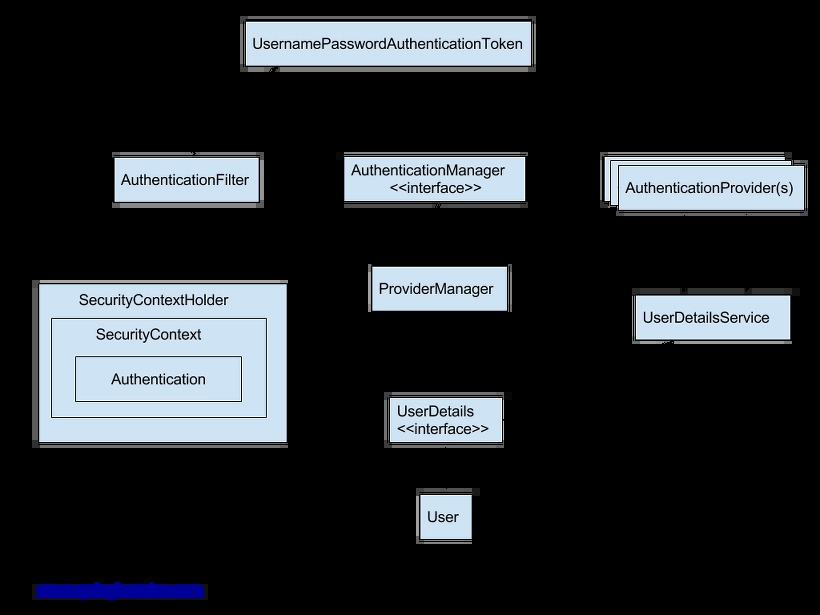 UsernamePasswordAuthenticationToken
AuthenticationFilter
AuthenticationManager
<<interface>>
AuthenticationProvider(s)
ProviderManager
SecurityContextHolder
SecurityContext
Authentication
UserDetailsService
UserDetails
<<interface>>
User